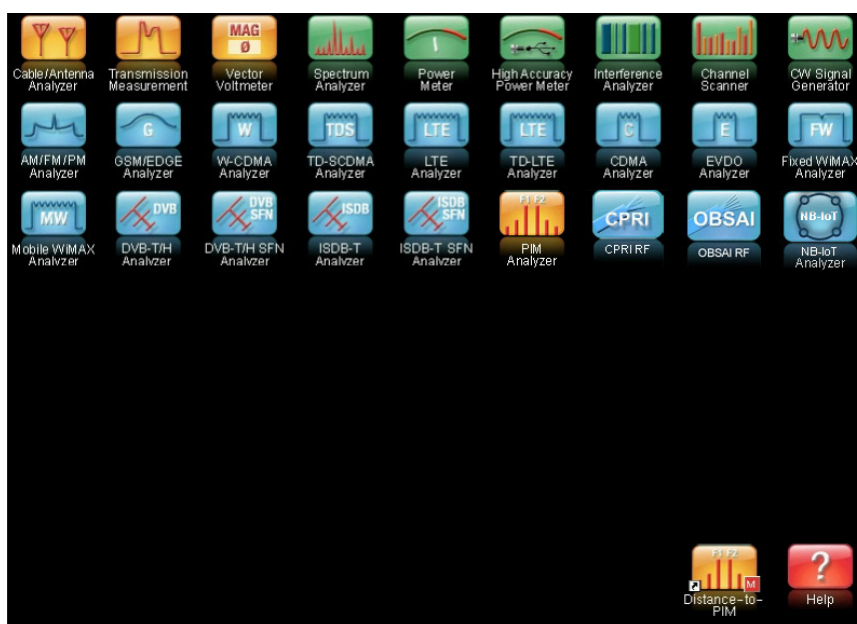 MAG
Ø
Cable/Antenna Analyzer
Transmission Measurement
Vector Voltmeter
Spectrum Analyzer
Power Meter
High Accuracy Power Meter
Interference Analyzer
Channel Scanner
CW Signal Generator
G
W
TDS
LTE
LTE
C
E
FW
AM/FM/PM Analyzer
GSM/EDGE Analyzer
W-CDMA Analyzer
TD-SCDMA Analyzer
LTE Analyzer
TD-LTE Analyzer
CDMA Analyzer
EVDO Analyzer
Fixed WiMAX Analyzer
MW
DVB
DVB SFN
ISDB
ISDB SFN
F1 F2
CPRI
OBSAI
NB-IoT
Mobile WiMAX Analyzer
DVB-T/H Analyzer
DVB-T/H SFN Analyzer
ISDB-T Analyzer
ISDB-T SFN Analyzer
PIM Analyzer
CPRI RF
OBSAI RF
NB-IoT Analyzer
F1 F2
M
?
Distance-to-PIM
Help